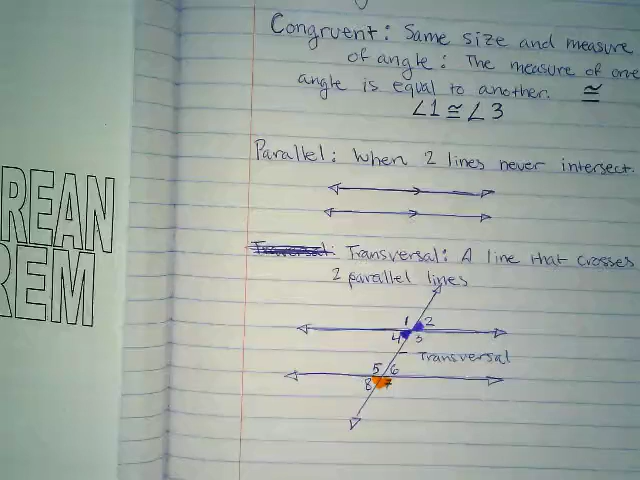 Congruent: Same size and measure
of angle: The measure of one
angle is equal to another. ≅
∠1 ≅ ∠3
Parallel: When 2 lines never intersect.
Transversal: A line that crosses
2 parallel lines
1 2
4 3
Transversal
5 6
8 7
REAN
REM